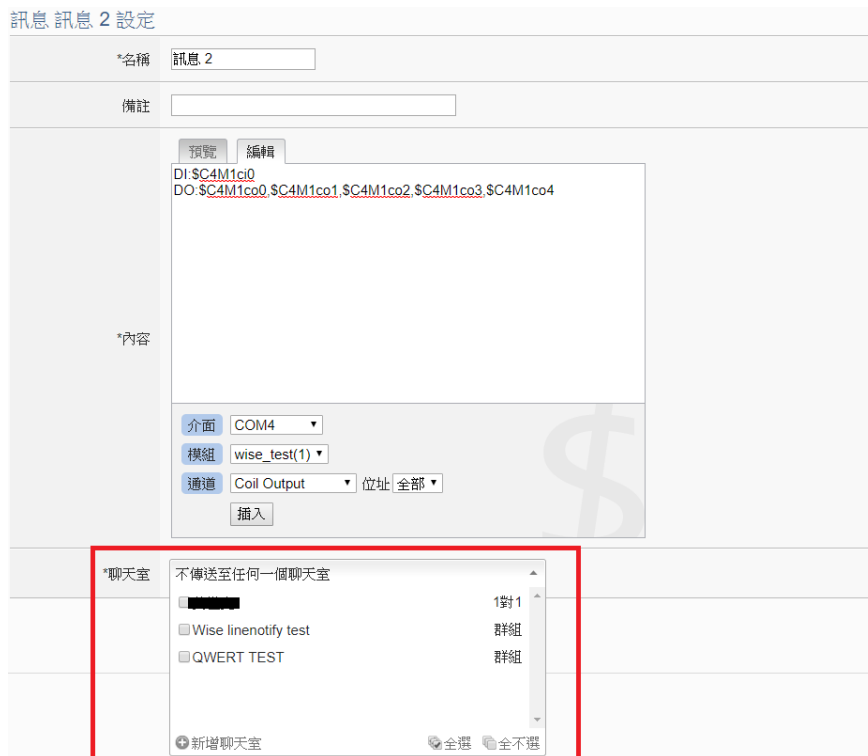 訊息 訊息 2 設定
*名稱 訊息 2
備註
預覽 編輯
DI:$C4M1ci0
DO:$C4M1co0,$C4M1co1,$C4M1co2,$C4M1co3,$C4M1co4
*內容
介面 COM4
模組 wise_test(1)
通道 Coil Output 位址 全部
插入
$
*聊天室 不傳送至任何一個聊天室
1對1
Wise linenotify test 群組
QWERT TEST 群組
新增聊天室 全選 全不選